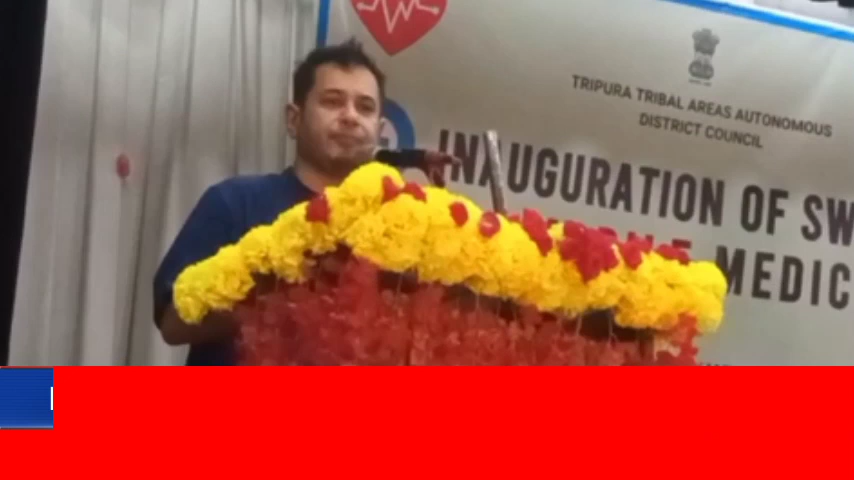 TRIPURA TRIBAL AREAS AUTONOMOUS
DISTRICT COUNCIL
INAUGURATION OF SW
MEDIC